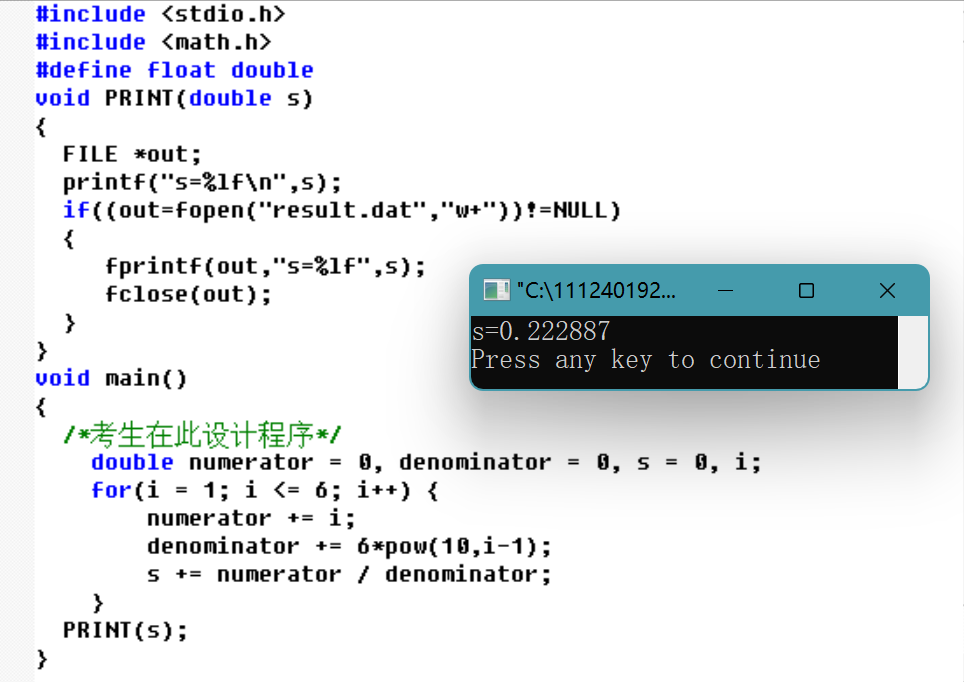 #include <stdio.h>
#include <math.h>
#define float double
void PRINT(double s)
{
FILE *out;
printf("s=%lf\n",s);
if((out=fopen("result.dat","w+"))!=NULL)
{
fprintf(out,"s=%lf",s);
fclose(out);
}
}
void main()
{
/*考生在此设计程序*/
double numerator = 0, denominator = 0, s = 0, i;
for(i = 1; i <= 6; i++) {
numerator += i;
denominator += 6*pow(10,i-1);
s += numerator / denominator;
}
PRINT(s);
}
"C:\111240192...
s=0.222887
Press any key to continue